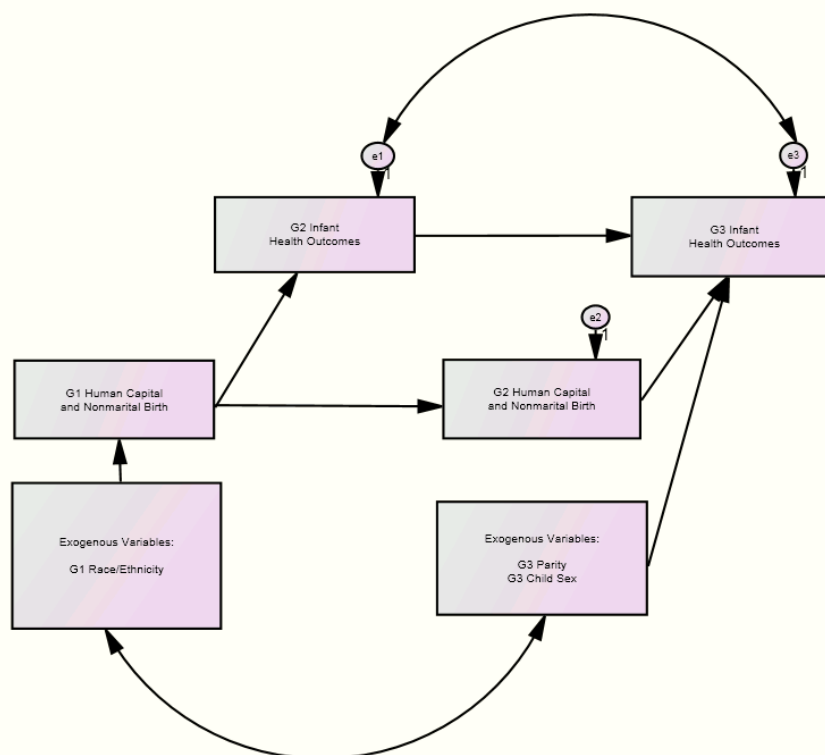 e1
1
e3
1
G2 Infant
Health Outcomes
G3 Infant
Health Outcomes
e2
1
G1 Human Capital
and Nonmarital Birth
G2 Human Capital
and Nonmarital Birth
Exogenous Variables:
G1 Race/Ethnicity
Exogenous Variables:
G3 Parity
G3 Child Sex